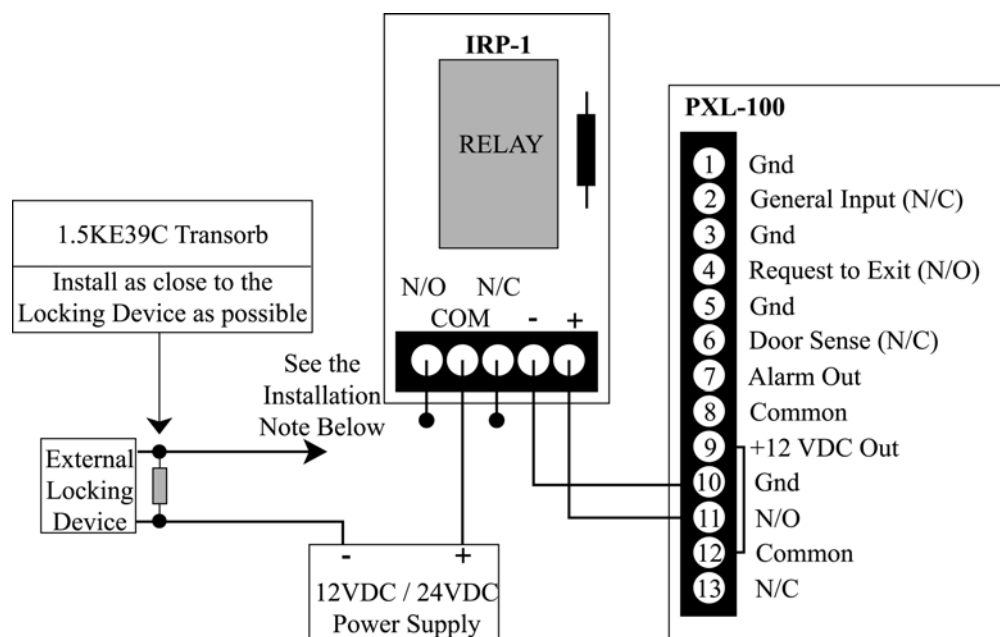 IRP-1
RELAY
N/O N/C
COM - +
PXL-100
1 Gnd
2 General Input (N/C)
3 Gnd
4 Request to Exit (N/O)
5 Gnd
6 Door Sense (N/C)
7 Alarm Out
8 Common
9 +12 VDC Out
10 Gnd
11 N/O
12 Common
13 N/C
1.5KE39C Transorb
Install as close to the
Locking Device as possible
See the
Installation
Note Below
External
Locking
Device
- +
12VDC / 24VDC
Power Supply